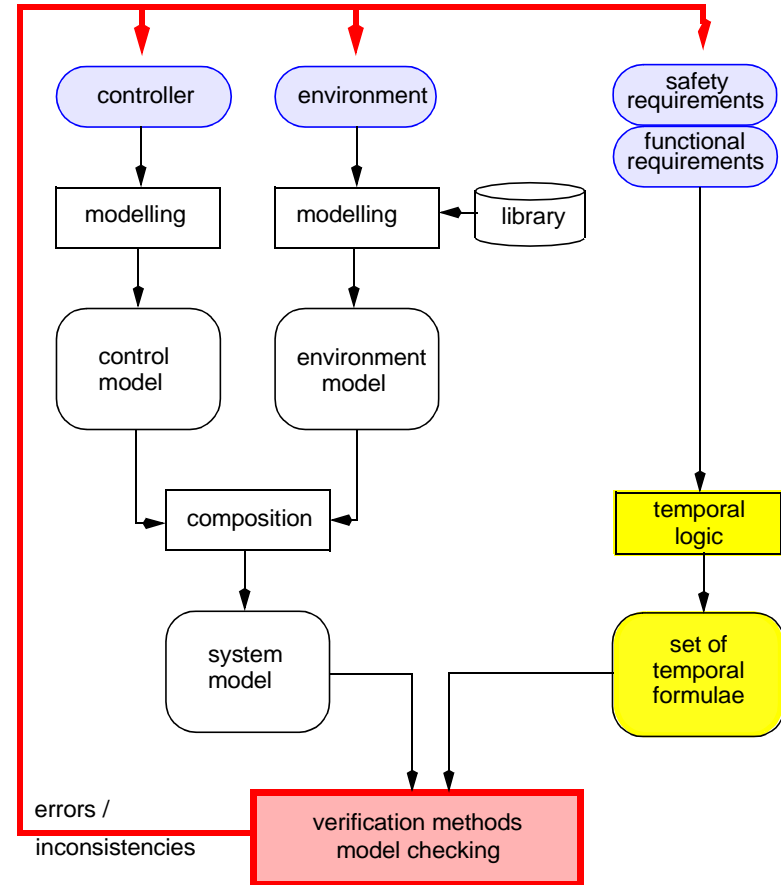 controller
environment
safety
requirements
functional
requirements
modelling
modelling
library
control
model
environment
model
composition
temporal
logic
system
model
set of
temporal
formulae
errors /
inconsistencies
verification methods
model checking